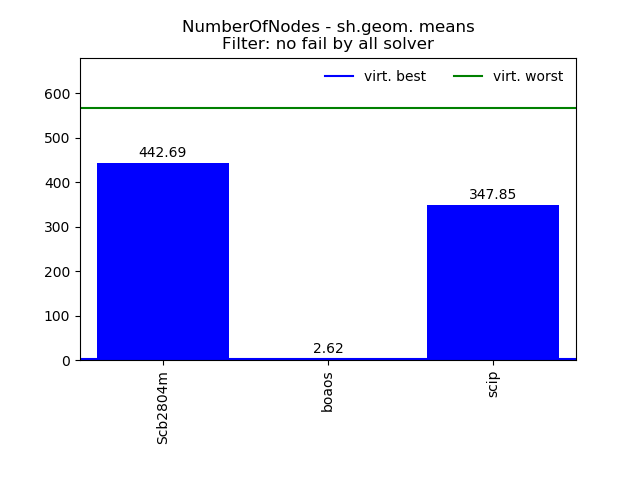 NumberOfNodes - sh.geom. means
Filter: no fail by all solver
virt. best
virt. worst
600
500
400
300
200
100
0
442.69
2.62
347.85
Scb2804m
boaos
scip